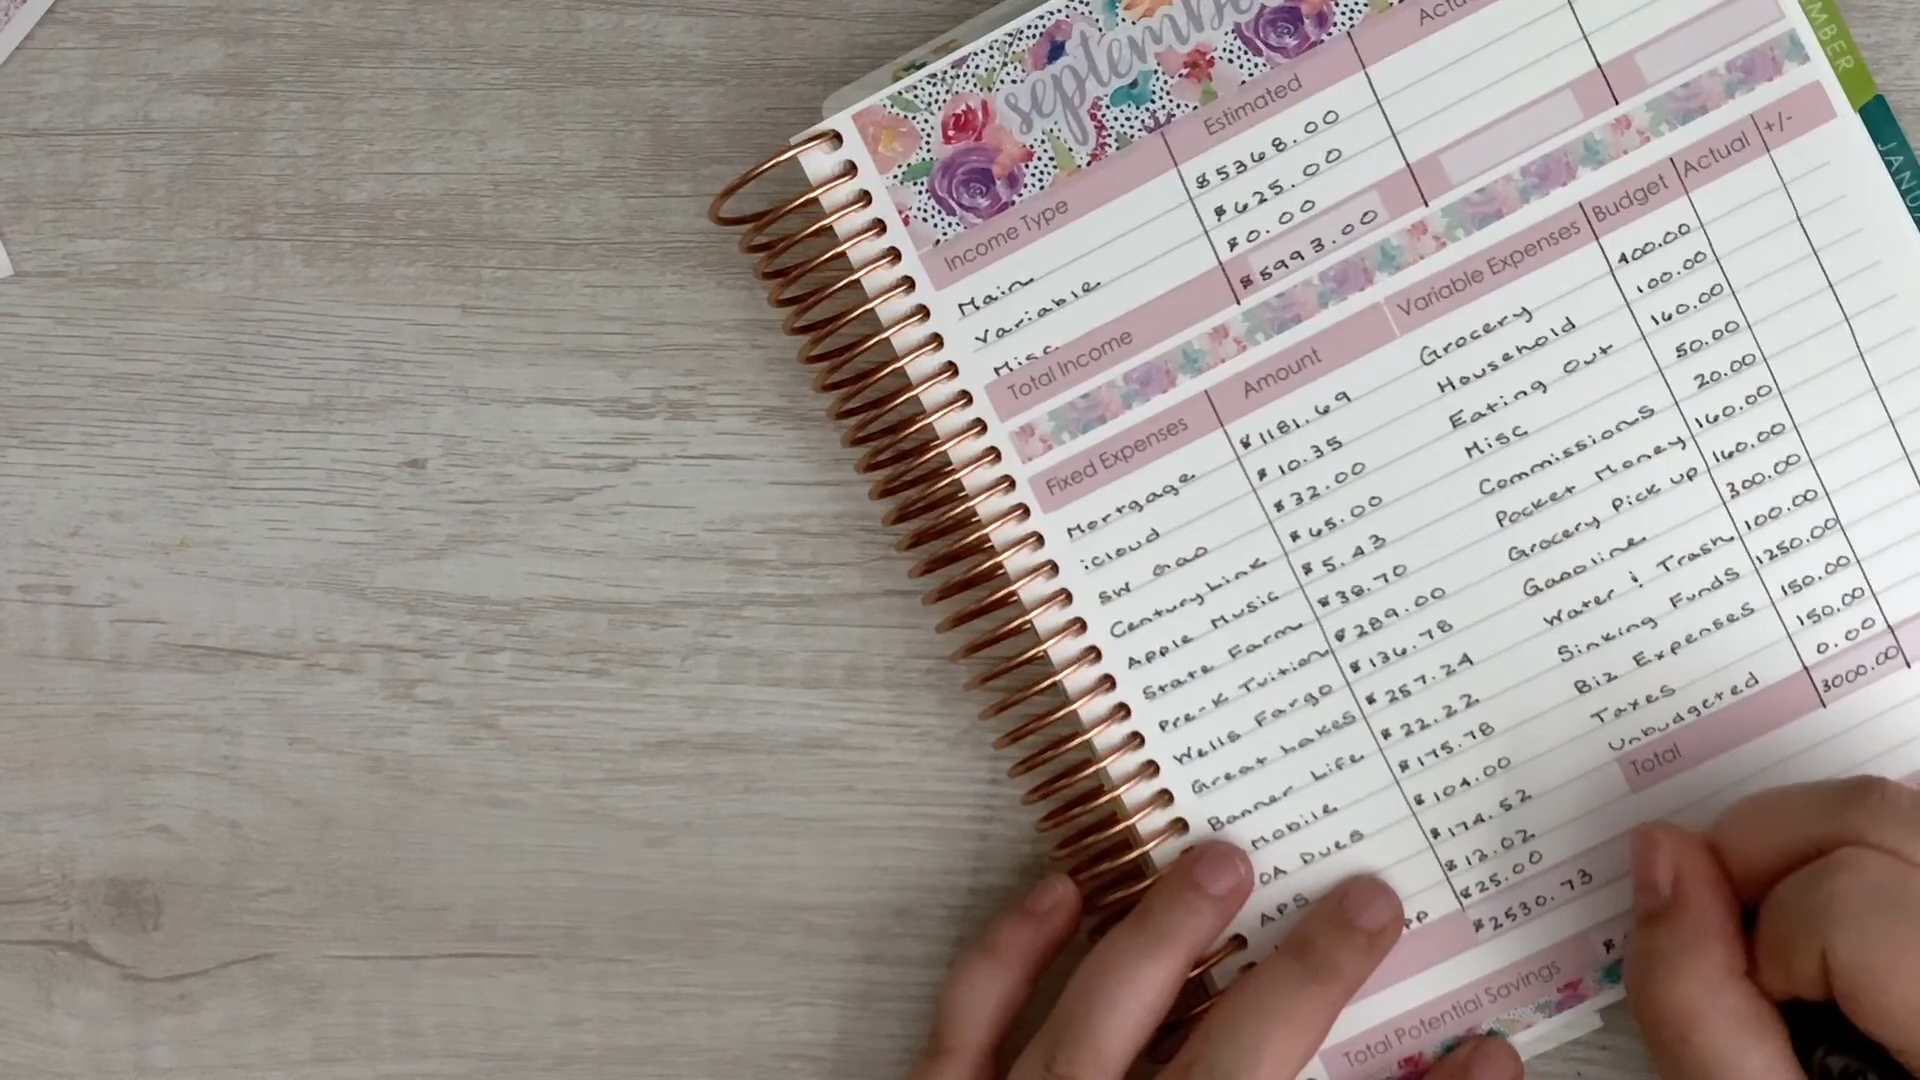 september
Income Type Estimated Actu
Main $5368.00
Variable $625.00
Misc $0.00
Total Income $5993.00
Fixed Expenses Amount Variable Expenses Budget Actual +/-
Mortgage $1181.69 Grocery 400.00
icloud $10.35 Household 100.00
SW Gas $32.00 Eating Out 160.00
Century Link $65.00 Misc 50.00
Apple Music $5.43 Commissions 20.00
State Farm $38.70 Pocket Money 160.00
Pre-K Tuition $289.00 Grocery Pick up 160.00
Wells Fargo $136.78 Gasoline 300.00
Great Lakes $257.24 Water & Trash 100.00
Banner Life $22.22 Sinking Funds 1250.00
Mobile $175.78 Biz Expenses 150.00
OA Dues $104.00 Taxes 150.00
APS $174.52 Unbudgeted 0.00
$12.02 Total 3000.00
PP $25.00
$2530.73
Total Potential Savings $
MBER
JANUA